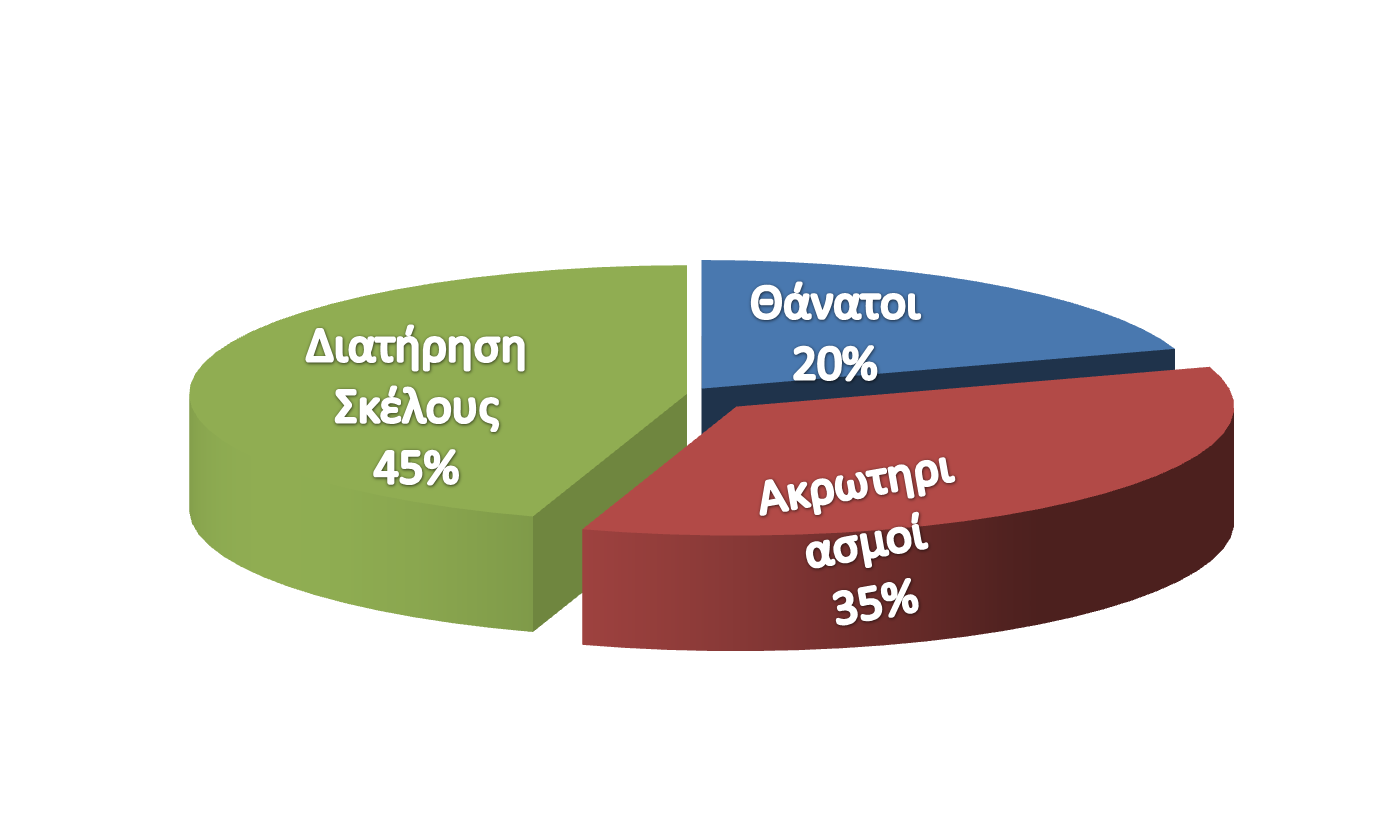 Θάνατοι
20%
Ακρωτηρι
ασμοί
35%
Διατήρηση
Σκέλους
45%